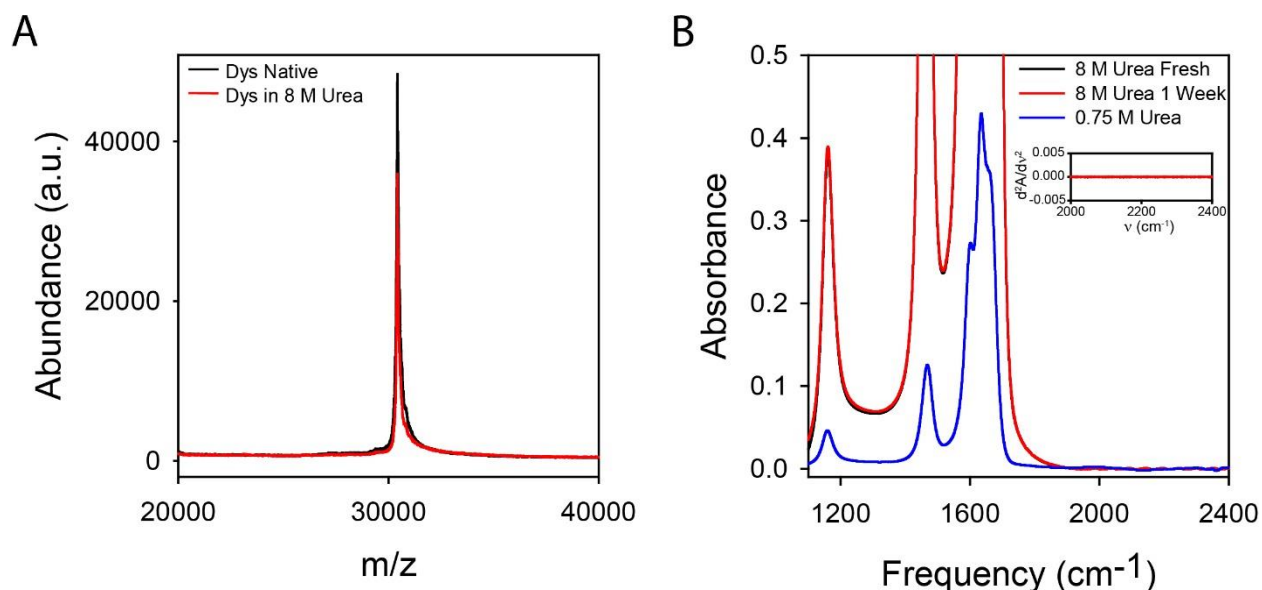 A
Dys Native
Dys in 8 M Urea
40000
20000
0
Abundance (a.u.)
20000 30000 40000
m/z
B
0.5
0.4
0.3
0.2
0.1
0.0
Absorbance
8 M Urea Fresh
8 M Urea 1 Week
0.75 M Urea
0.005
0.000
-0.005
d²A/dν²
2000 2200 2400
ν (cm⁻¹)
1200 1600 2000 2400
Frequency (cm⁻¹)